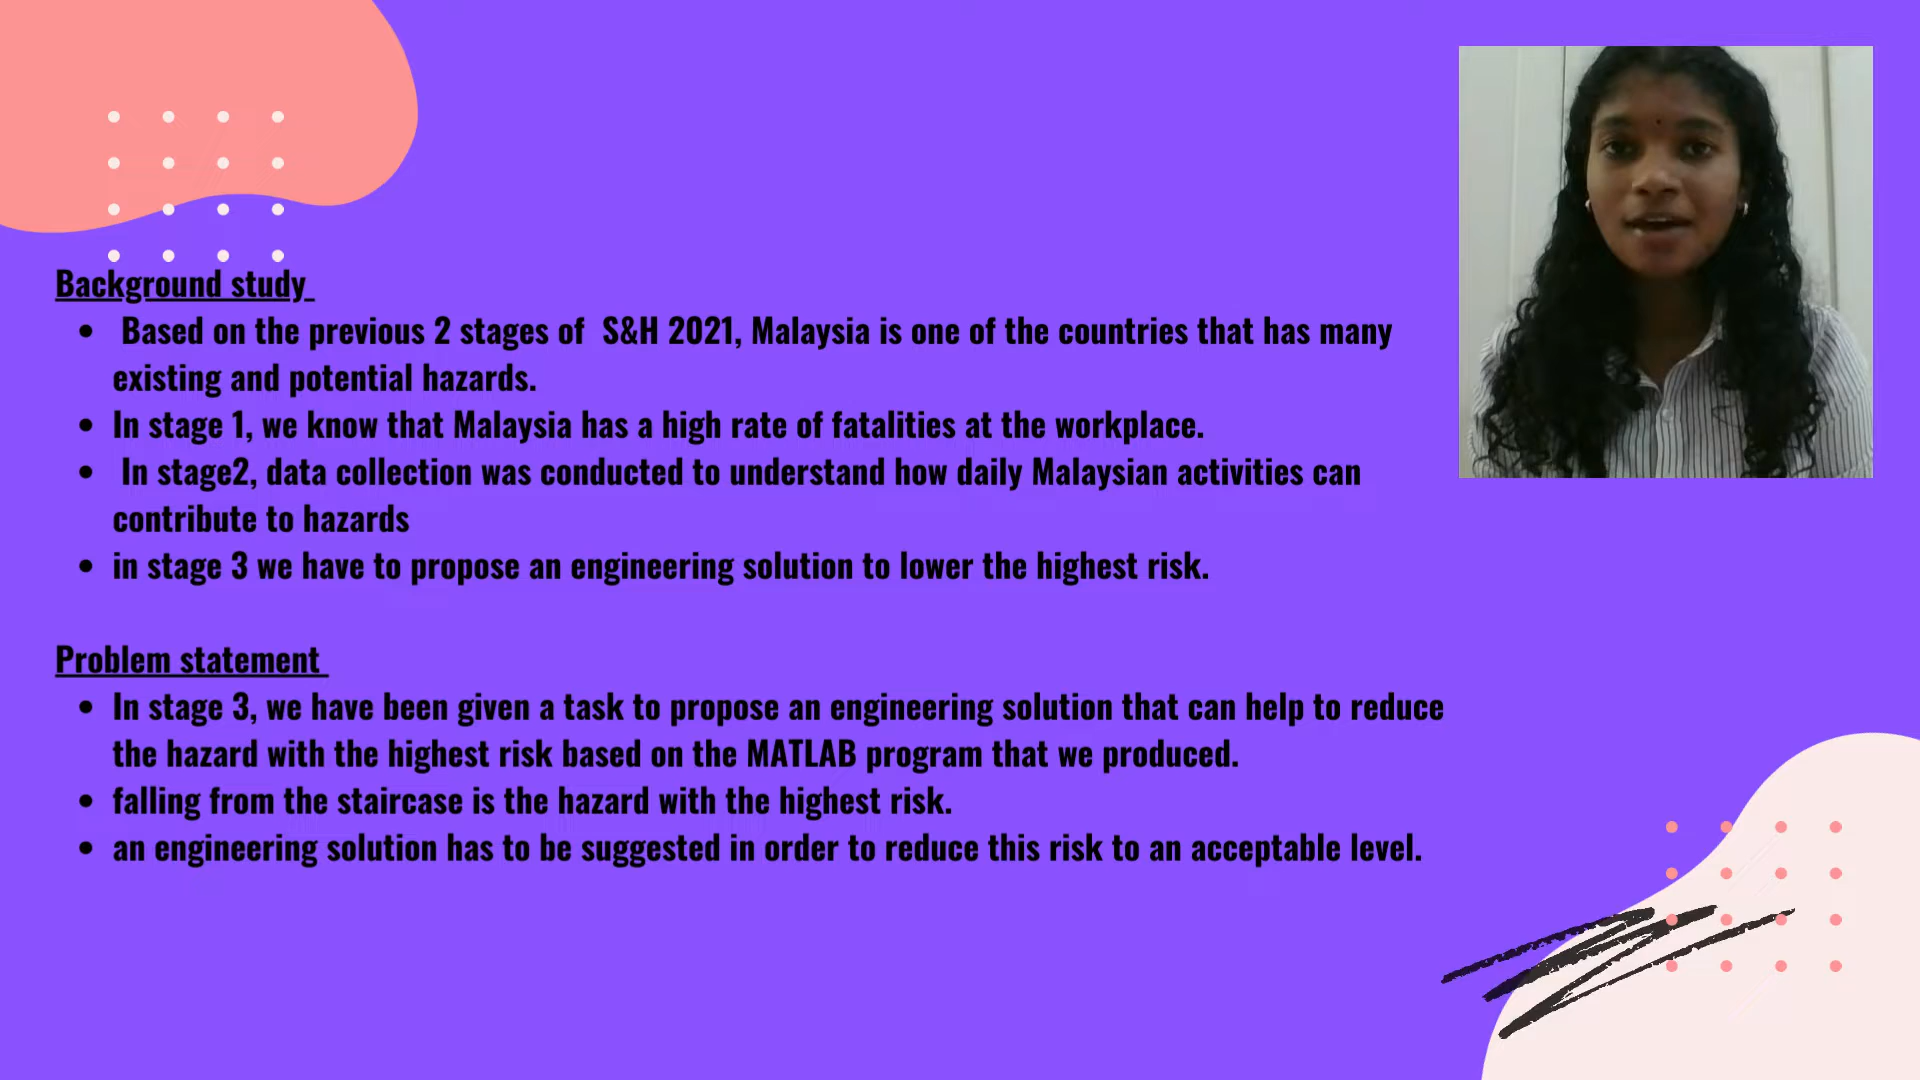 Background study
Based on the previous 2 stages of S&H 2021, Malaysia is one of the countries that has many
existing and potential hazards.
In stage 1, we know that Malaysia has a high rate of fatalities at the workplace.
In stage2, data collection was conducted to understand how daily Malaysian activities can
contribute to hazards
in stage 3 we have to propose an engineering solution to lower the highest risk.
Problem statement
In stage 3, we have been given a task to propose an engineering solution that can help to reduce
the hazard with the highest risk based on the MATLAB program that we produced.
falling from the staircase is the hazard with the highest risk.
an engineering solution has to be suggested in order to reduce this risk to an acceptable level.